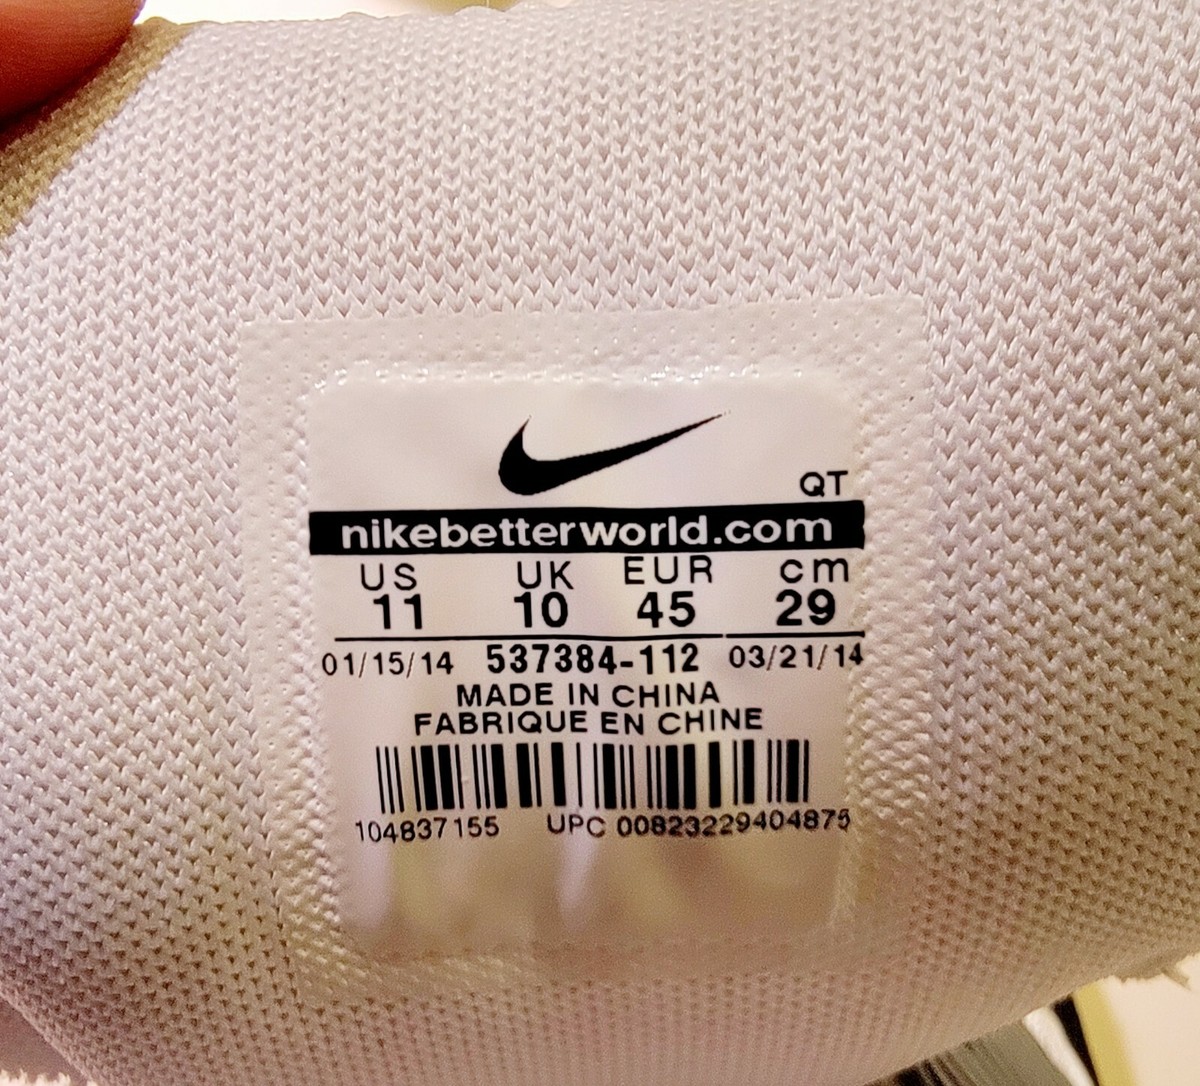 QT
nikebetterworld.com
US UK EUR cm
11 10 45 29
01/15/14 537384-112 03/21/14
MADE IN CHINA
FABRIQUE EN CHINE
104837155 UPC 00823229404875